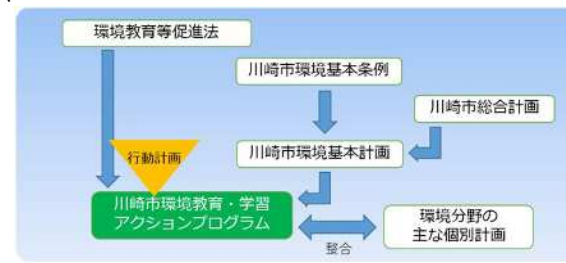 環境教育等促進法
川崎市環境基本条例
川崎市総合計画
行動計画
川崎市環境基本計画
川崎市環境教育・学習
アクションプログラム
環境分野の
主な個別計画
整合